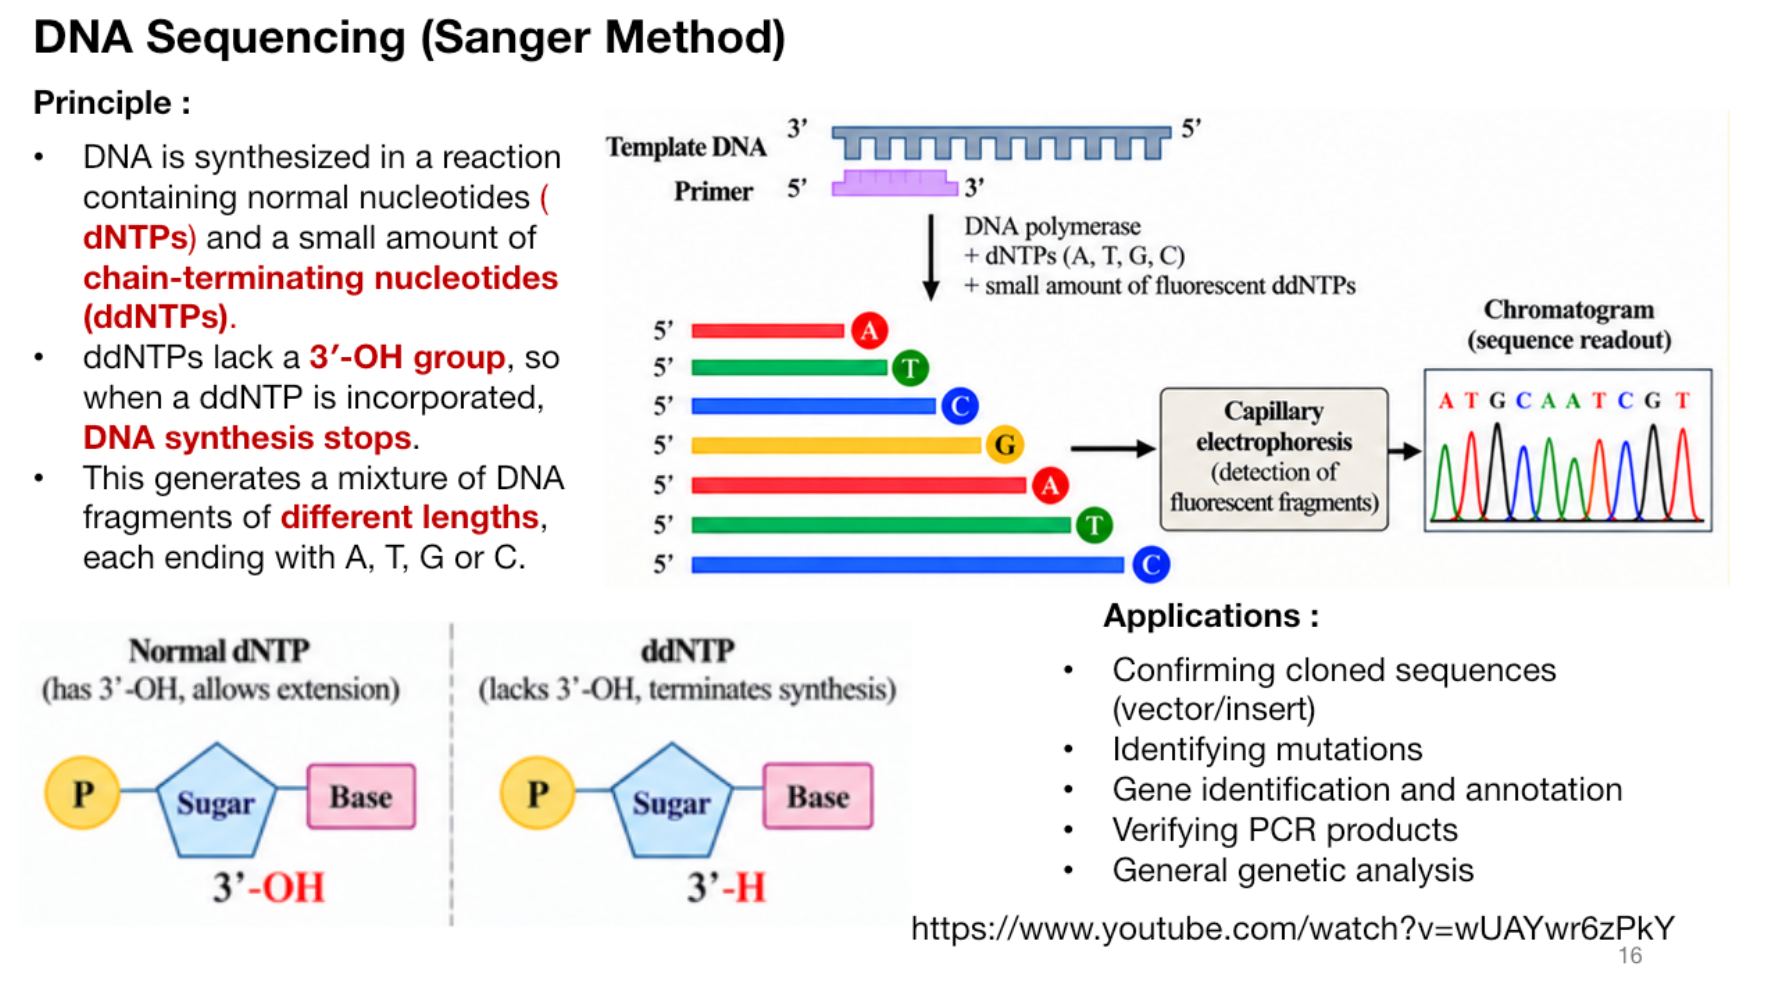 DNA Sequencing (Sanger Method)
Principle :
• DNA is synthesized in a reaction
containing normal nucleotides (
dNTPs) and a small amount of
chain-terminating nucleotides
(ddNTPs).
• ddNTPs lack a 3′-OH group, so
when a ddNTP is incorporated,
DNA synthesis stops.
• This generates a mixture of DNA
fragments of different lengths,
each ending with A, T, G or C.
Template DNA 3’ 5’
Primer 5’ 3’
DNA polymerase
+ dNTPs (A, T, G, C)
+ small amount of fluorescent ddNTPs
5’ A
5’ T
5’ C
5’ G
5’ A
5’ T
5’ C
Capillary
electrophoresis
(detection of
fluorescent fragments)
Chromatogram
(sequence readout)
A T G C A A T C G T
Normal dNTP
(has 3’-OH, allows extension)
P Sugar Base
3’-OH
ddNTP
(lacks 3’-OH, terminates synthesis)
P Sugar Base
3’-H
Applications :
• Confirming cloned sequences
(vector/insert)
• Identifying mutations
• Gene identification and annotation
• Verifying PCR products
• General genetic analysis
https://www.youtube.com/watch?v=wUAYwr6zPkY
16